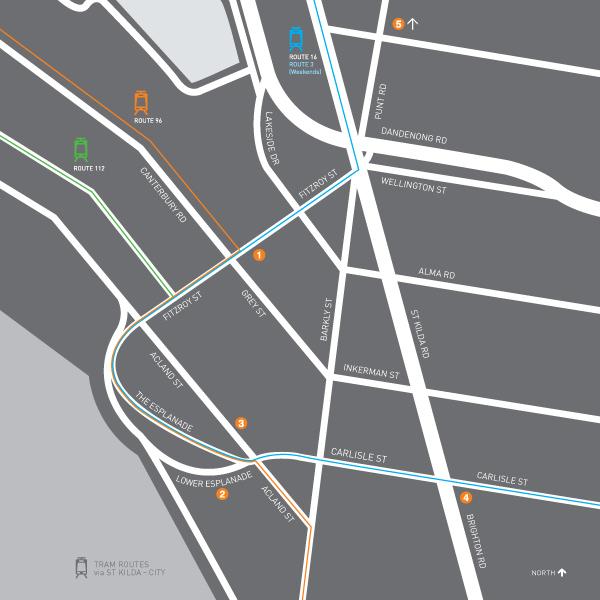 5
ROUTE 16
ROUTE 3
(Weekends)
ROUTE 96
PUNT RD
DANDENONG RD
LAKESIDE DR
ROUTE 112
CANTERBURY RD
FITZROY ST
WELLINGTON ST
1
ALMA RD
FITZROY ST
GREY ST
BARKLY ST
ST KILDA RD
ACLAND ST
INKERMAN ST
THE ESPLANADE
3
CARLISLE ST
CARLISLE ST
LOWER ESPLANADE
2
ACLAND ST
4
BRIGHTON RD
TRAM ROUTES
via ST KILDA – CITY
NORTH